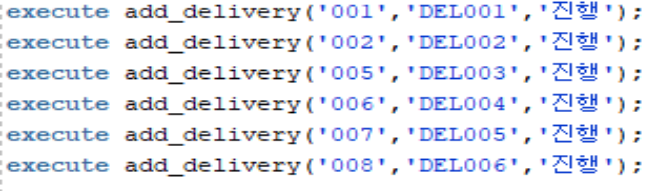 execute add_delivery('001','DEL001','진행');
execute add_delivery('002','DEL002','진행');
execute add_delivery('005','DEL003','진행');
execute add_delivery('006','DEL004','진행');
execute add_delivery('007','DEL005','진행');
execute add_delivery('008','DEL006','진행');